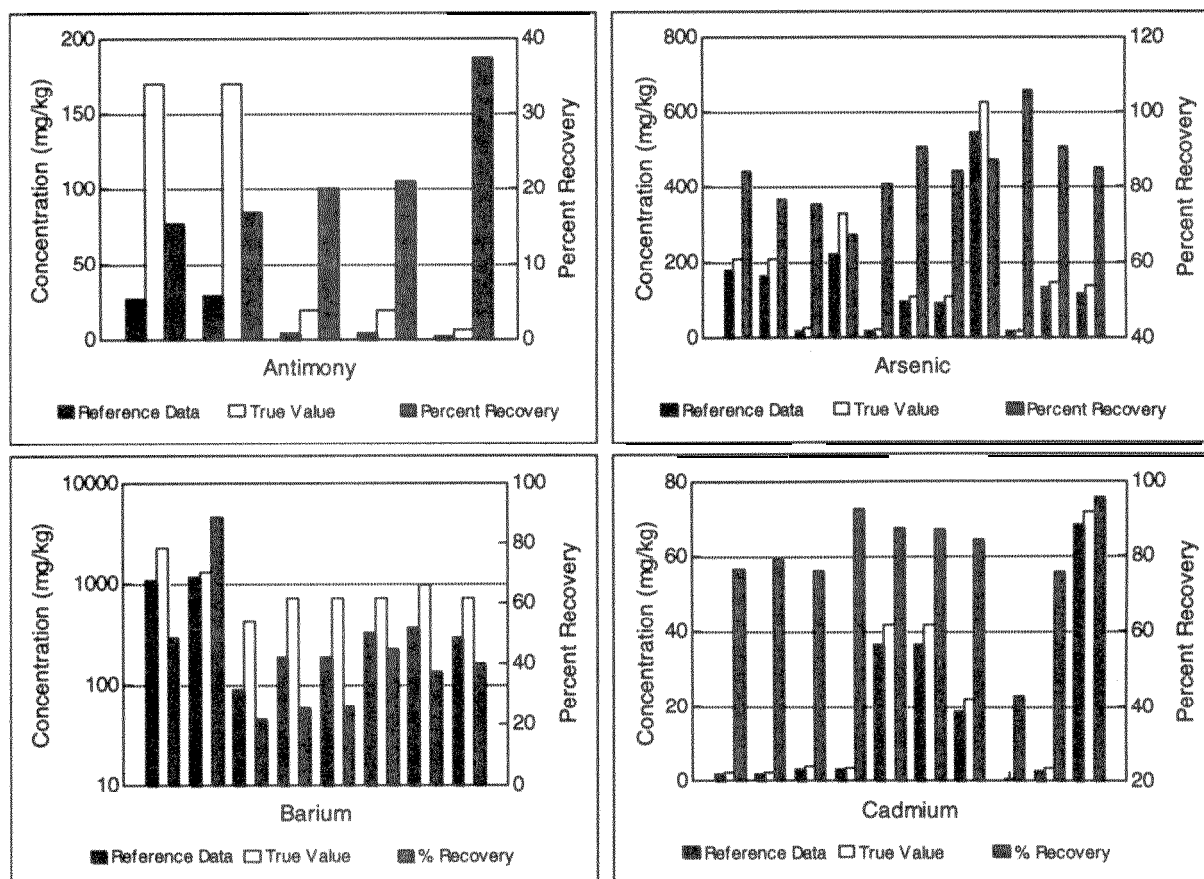 200
150
100
50
0
Concentration (mg/kg)
40
30
20
10
0
Percent Recovery
Antimony
Reference Data True Value Percent Recovery
800
600
400
200
0
Concentration (mg/kg)
120
100
80
60
40
Percent Recovery
Arsenic
Reference Data True Value Percent Recovery
10000
1000
100
10
Concentration (mg/kg)
100
80
60
40
20
0
Percent Recovery
Barium
Reference Data True Value % Recovery
80
60
40
20
0
Concentration (mg/kg)
100
80
60
40
20
Percent Recovery
Cadmium
Reference Data True Value % Recovery